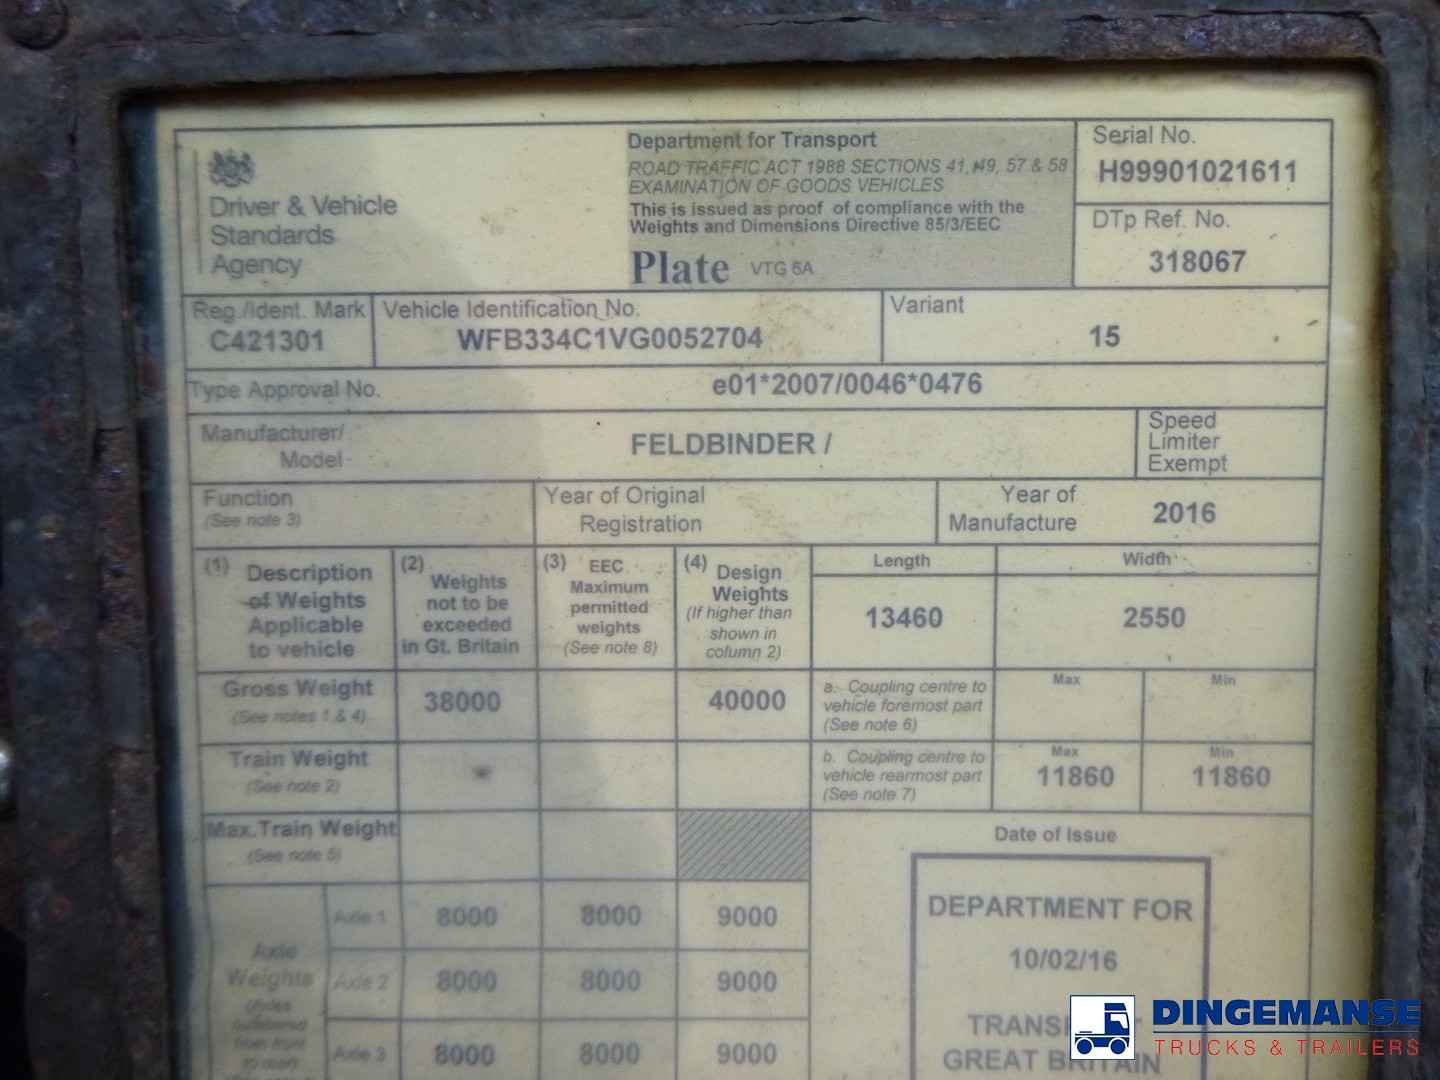 Driver & Vehicle
Standards
Agency
Department for Transport
ROAD TRAFFIC ACT 1988 SECTIONS 41, 49, 57 & 58
EXAMINATION OF GOODS VEHICLES
This is issued as proof of compliance with the
Weights and Dimensions Directive 85/3/EEC
Plate VTG 6A
Serial No.
H99901021611
DTp Ref. No.
318067
Reg./Ident. Mark
C421301
Vehicle Identification No.
WFB334C1VG0052704
Variant
15
Type Approval No.
e01*2007/0046*0476
Manufacturer/
Model
FELDBINDER /
Speed
Limiter
Exempt
Function
(See note 3)
Year of Original
Registration
Year of
Manufacture
2016
(1) Description
of Weights
Applicable
to vehicle
(2) Weights
not to be
exceeded
in Gt. Britain
(3) EEC
Maximum
permitted
weights
(See note 8)
(4) Design
Weights
(If higher than
shown in
column 2)
Length
13460
Width
2550
Gross Weight
(See notes 1 & 4)
38000
40000
a. Coupling centre to
vehicle foremost part
(See note 6)
Max
Min
Train Weight
(See note 2)
*
b. Coupling centre to
vehicle rearmost part
(See note 7)
Max
11860
Min
11860
Max.Train Weight
(See note 5)
Date of Issue
DEPARTMENT FOR
10/02/16
GREAT BRITAIN
Axle
Weights
Axle 1 8000 8000 9000
Axle 2 8000 8000 9000
Axle 3 8000 8000 9000
DINGEMANSE
TRUCKS & TRAILERS